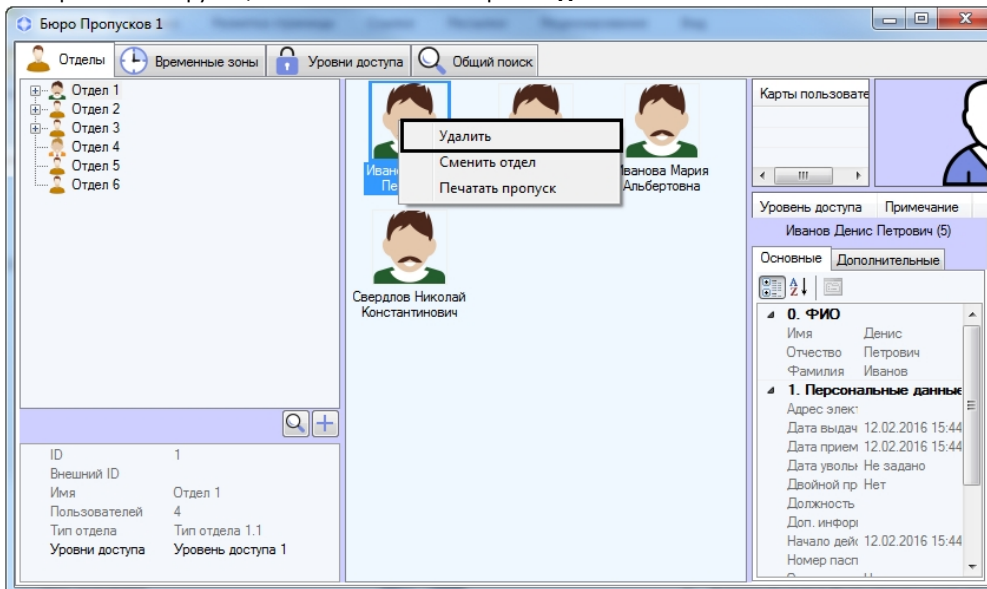 Бюро Пропусков 1
Отделы
Временные зоны
Уровни доступа
Общий поиск
Отдел 1
Отдел 2
Отдел 3
Отдел 4
Отдел 5
Отдел 6
Удалить
Сменить отдел
Печатать пропуск
Иван
Пе
Иванова Мария
Альбертовна
Свердлов Николай
Константинович
Карты пользовате
Уровень доступа Примечание
Иванов Денис Петрович (5)
Основные Дополнительные
0. ФИО
Имя Денис
Отчество Петрович
Фамилия Иванов
1. Персональные данные
Адрес элек
Дата выдач 12.02.2016 15:44
Дата прием 12.02.2016 15:44
Дата уволь Не задано
Двойной пр Нет
Должность
Доп. инфор
Начало дей 12.02.2016 15:44
Номер пасп
ID 1
Внешний ID
Имя Отдел 1
Пользователей 4
Тип отдела Тип отдела 1.1
Уровни доступа Уровень доступа 1